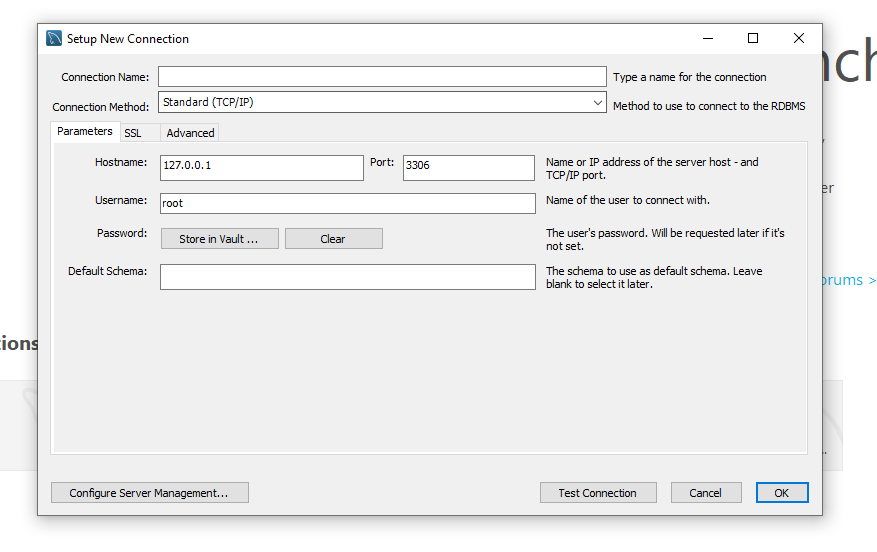 Setup New Connection
Connection Name:
Type a name for the connection
Connection Method:
Standard (TCP/IP)
Method to use to connect to the RDBMS
Parameters
SSL
Advanced
Hostname:
127.0.0.1
Port:
3306
Name or IP address of the server host - and
TCP/IP port.
Username:
root
Name of the user to connect with.
Password:
Store in Vault ...
Clear
The user's password. Will be requested later if it's
not set.
Default Schema:
The schema to use as default schema. Leave
blank to select it later.
Configure Server Management...
Test Connection
Cancel
OK